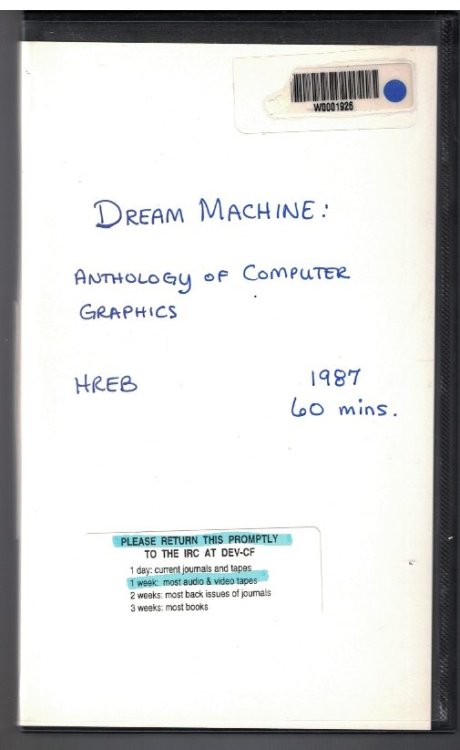 W0001926
DREAM MACHINE:
ANTHOLOGY OF COMPUTER
GRAPHICS
HREB
1987
60 mins.
PLEASE RETURN THIS PROMPTLY
TO THE IRC AT DEV-CF
1 day: current journals and tapes
1 week: most audio & video tapes
2 weeks: most back issues of journals
3 weeks: most books